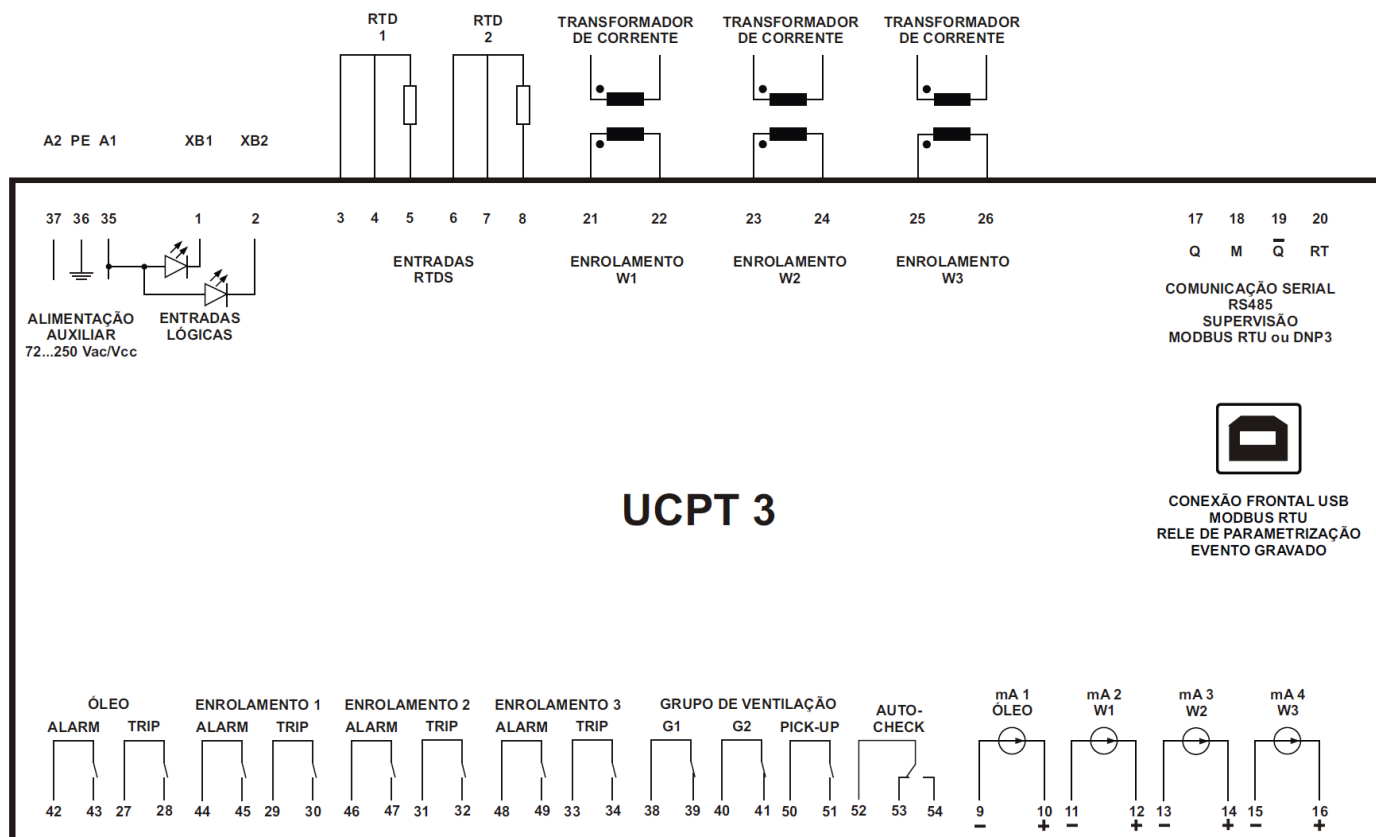 RTD
1
RTD
2
TRANSFORMADOR
DE CORRENTE
TRANSFORMADOR
DE CORRENTE
TRANSFORMADOR
DE CORRENTE
A2 PE A1 XB1 XB2
37 36 35 1 2 3 4 5 6 7 8 21 22 23 24 25 26 17 18 19 20
Q M Q̅ RT
ENTRADAS
RTDS
ENROLAMENTO
W1
ENROLAMENTO
W2
ENROLAMENTO
W3
ALIMENTAÇÃO
AUXILIAR
72...250 Vac/Vcc
ENTRADAS
LÓGICAS
COMUNICAÇÃO SERIAL
RS485
SUPERVISÃO
MODBUS RTU ou DNP3
UCPT 3
CONEXÃO FRONTAL USB
MODBUS RTU
RELE DE PARAMETRIZAÇÃO
EVENTO GRAVADO
ÓLEO
ALARM TRIP
ENROLAMENTO 1
ALARM TRIP
ENROLAMENTO 2
ALARM TRIP
ENROLAMENTO 3
ALARM TRIP
GRUPO DE VENTILAÇÃO
G1 G2 PICK-UP
AUTO-
CHECK
mA 1
ÓLEO
mA 2
W1
mA 3
W2
mA 4
W3
42 43 27 28 44 45 29 30 46 47 31 32 48 49 33 34 38 39 40 41 50 51 52 53 54 9 10 11 12 13 14 15 16
− + − + − + − +